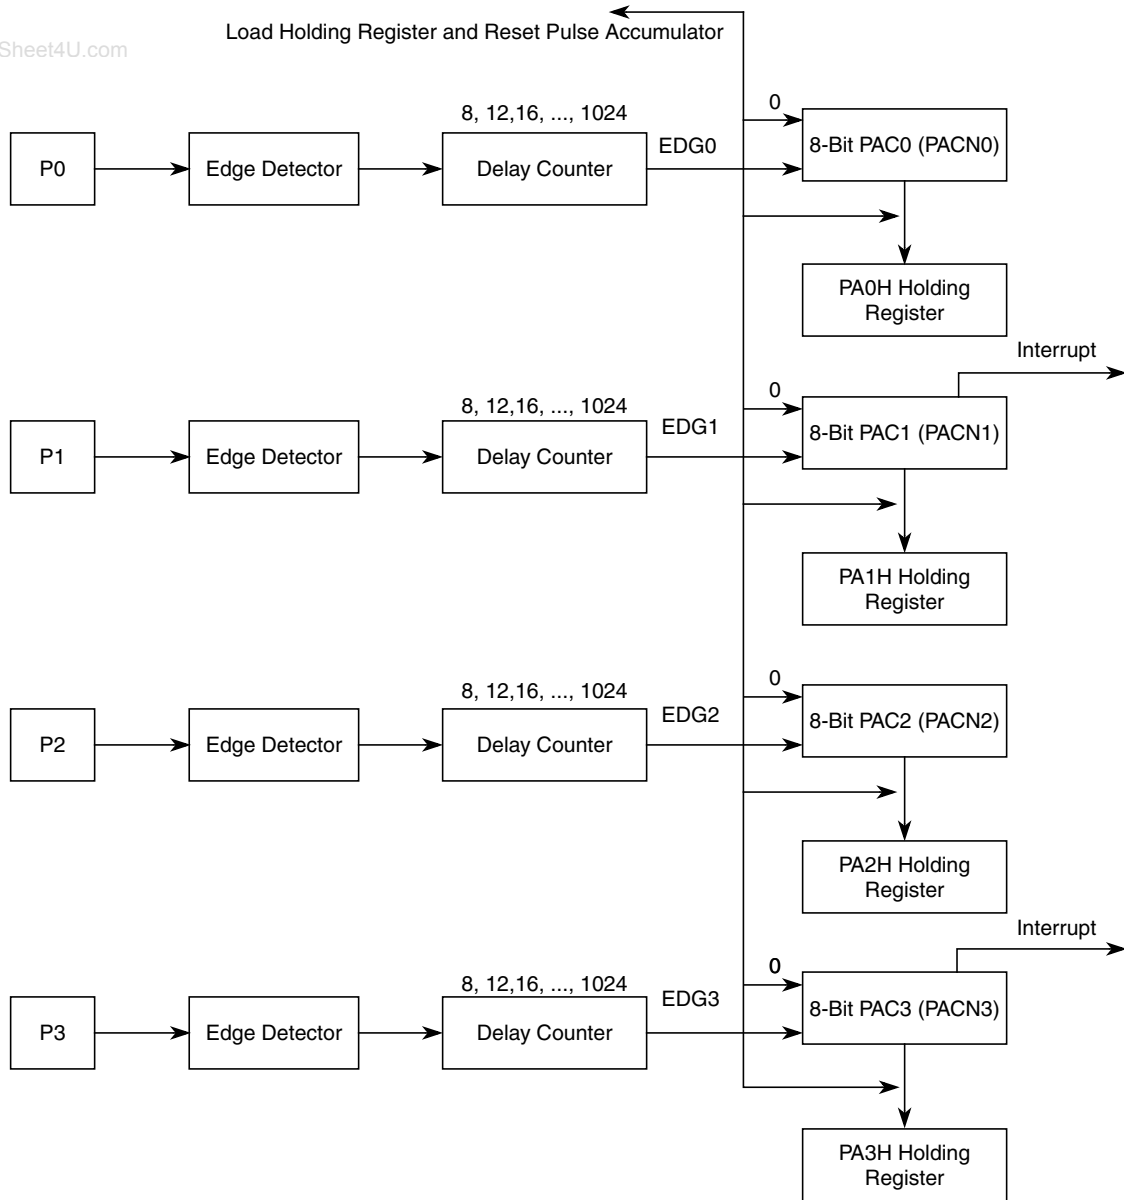 Load Holding Register and Reset Pulse Accumulator
Sheet4U.com
8, 12,16, ..., 1024
0
P0
Edge Detector
Delay Counter
EDG0
8-Bit PAC0 (PACN0)
PA0H Holding
Register
Interrupt
8, 12,16, ..., 1024
0
P1
Edge Detector
Delay Counter
EDG1
8-Bit PAC1 (PACN1)
PA1H Holding
Register
8, 12,16, ..., 1024
0
P2
Edge Detector
Delay Counter
EDG2
8-Bit PAC2 (PACN2)
PA2H Holding
Register
Interrupt
8, 12,16, ..., 1024
0
P3
Edge Detector
Delay Counter
EDG3
8-Bit PAC3 (PACN3)
PA3H Holding
Register